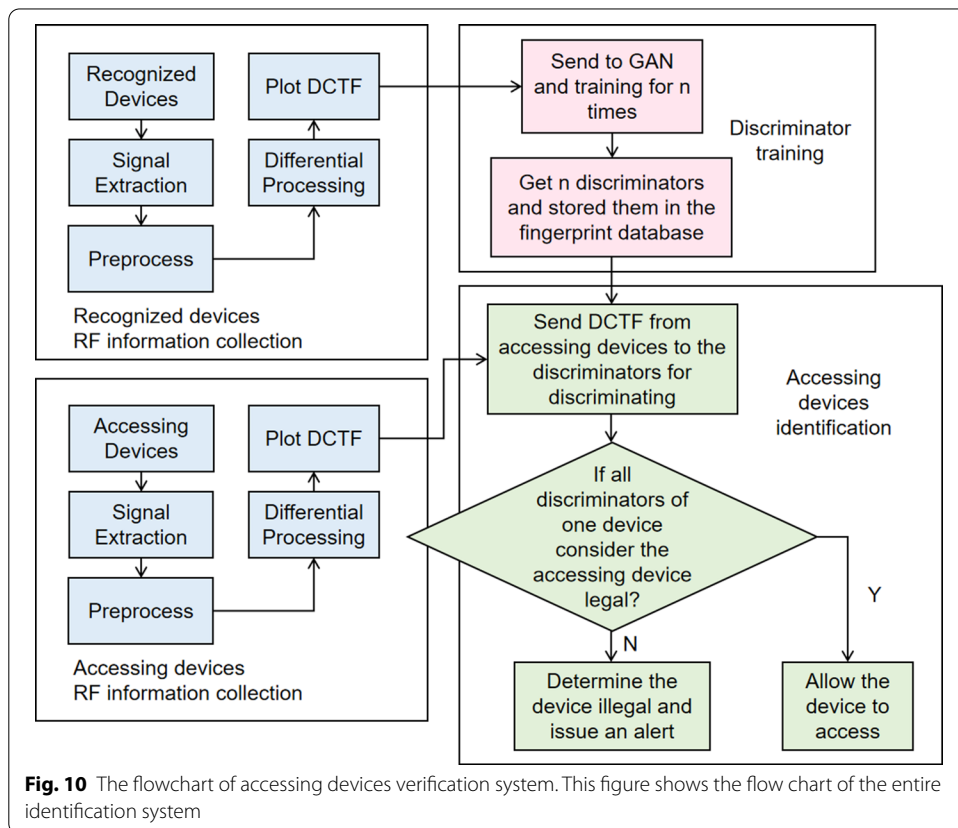 Recognized
Devices
Signal
Extraction
Preprocess
Plot DCTF
Differential
Processing
Recognized devices
RF information collection
Send to GAN
and training for n
times
Get n discriminators
and stored them in the
fingerprint database
Discriminator
training
Accessing
Devices
Signal
Extraction
Preprocess
Plot DCTF
Differential
Processing
Accessing devices
RF information collection
Send DCTF from
accessing devices to the
discriminators for
discriminating
Accessing
devices
identification
If all
discriminators of
one device
consider the
accessing device
legal?
N
Y
Determine the
device illegal and
issue an alert
Allow the
device to
access
Fig. 10 The flowchart of accessing devices verification system. This figure shows the flow chart of the entire
identification system